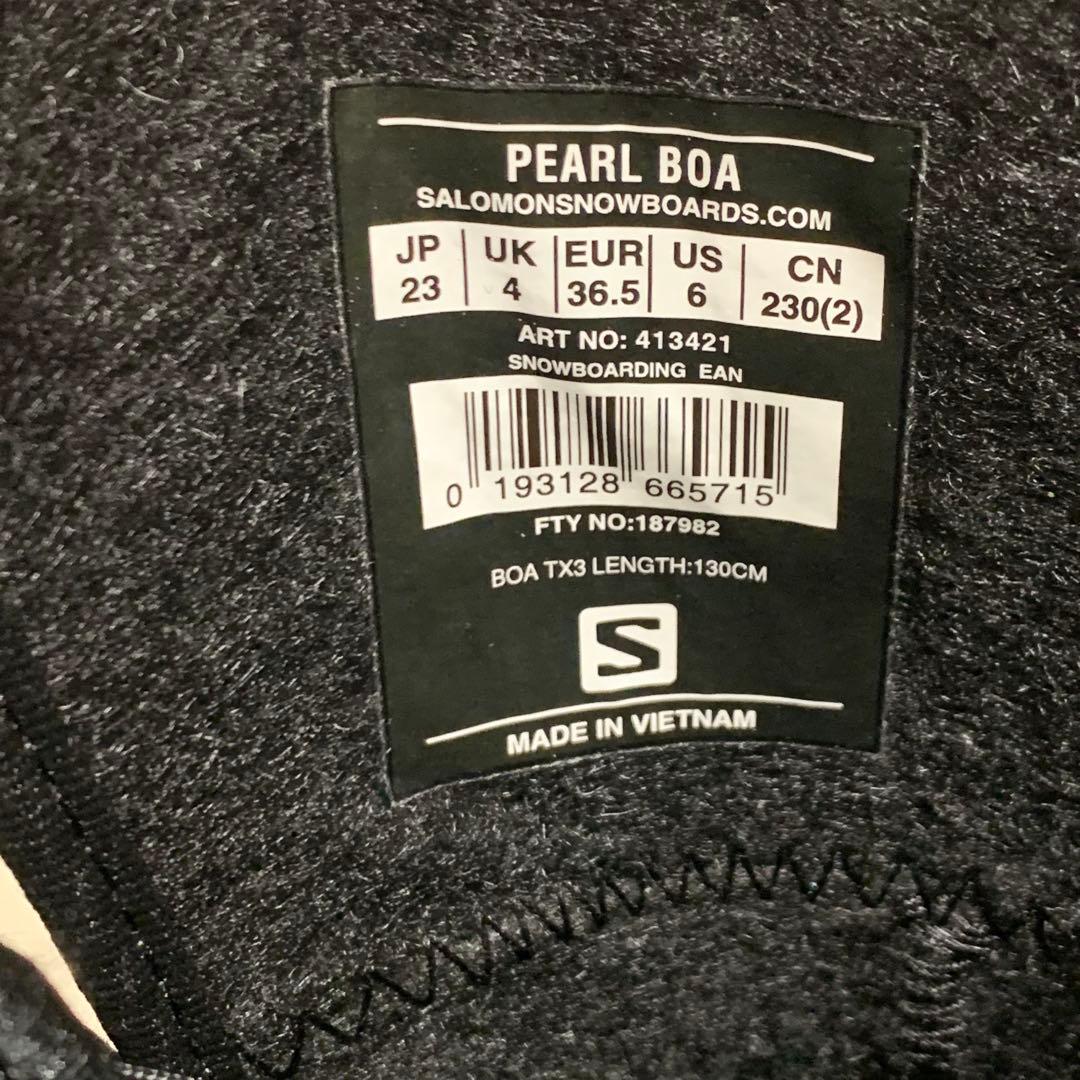 PEARL BOA
SALOMONSNOWBOARDS.COM
JP UK EUR US CN
23 4 36.5 6 230(2)
ART NO: 413421
SNOWBOARDING EAN
0 193128 665715
FTY NO:187982
BOA TX3 LENGTH:130CM
S
MADE IN VIETNAM